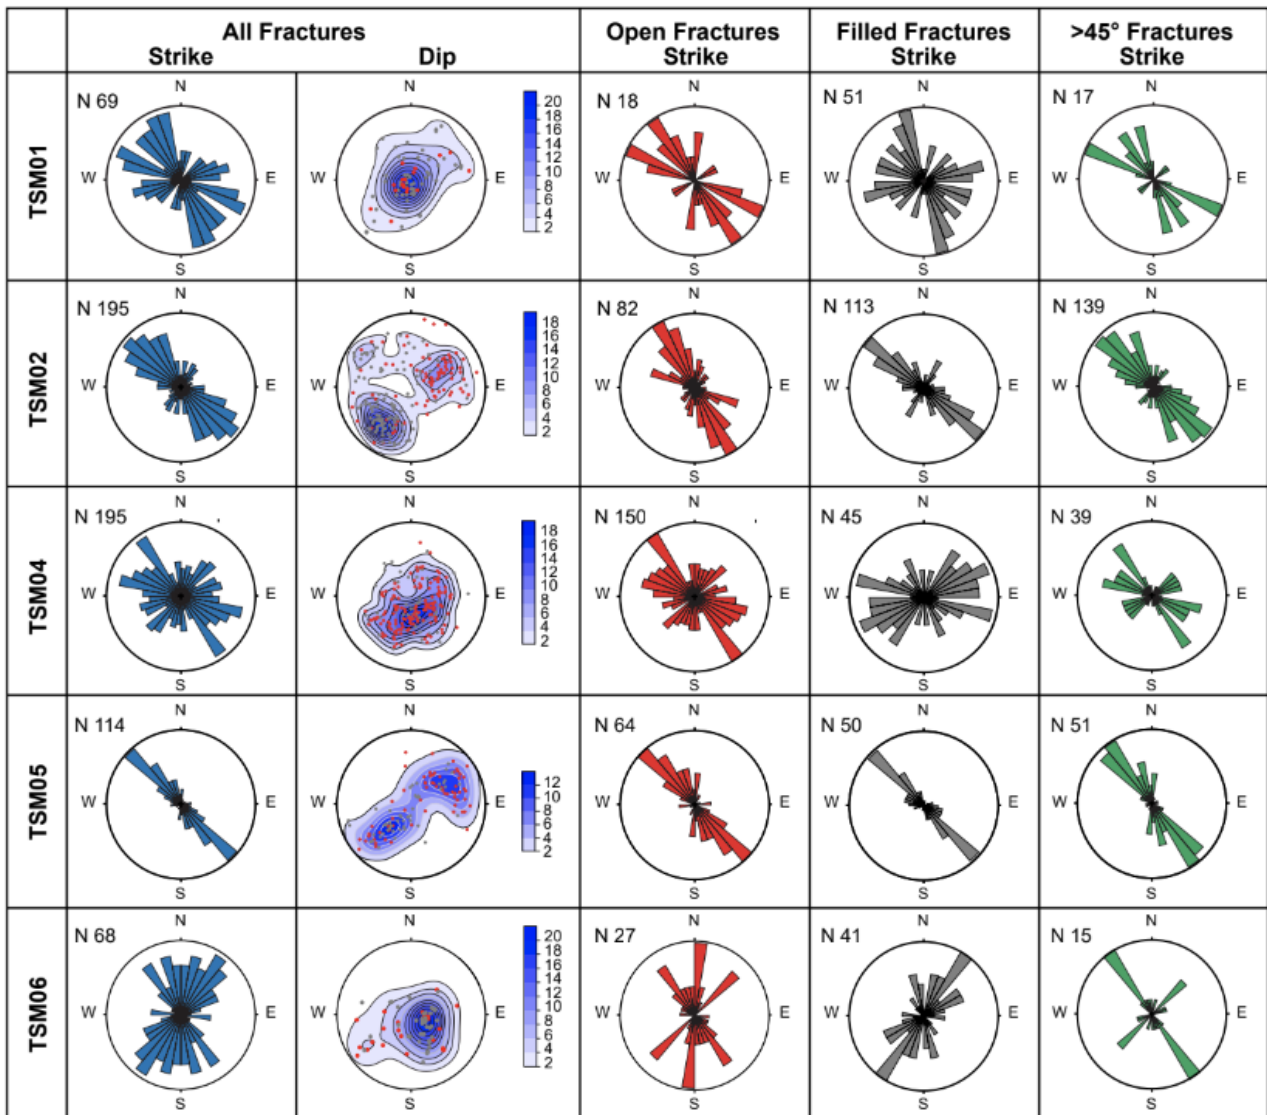 All Fractures
Strike Dip
Open Fractures
Strike
Filled Fractures
Strike
>45° Fractures
Strike
TSM01
N 69
N
W E
S
N
W E
S
20
18
16
14
12
10
8
6
4
2
N 18
N
W E
S
N 51
N
W E
S
N 17
N
W E
S
TSM02
N 195
N
W E
S
N
W E
S
18
16
14
12
10
8
6
4
2
N 82
N
W E
S
N 113
N
W E
S
N 139
N
W E
S
TSM04
N 195
N
W E
S
N
W E
S
18
16
14
12
10
8
6
4
2
N 150
N
W E
S
N 45
N
W E
S
N 39
N
W E
S
TSM05
N 114
N
W E
S
N
W E
S
12
10
8
6
4
2
N 64
N
W E
S
N 50
N
W E
S
N 51
N
W E
S
TSM06
N 68
N
W E
S
N
W E
S
20
18
16
14
12
10
8
6
4
2
N 27
N
W E
S
N 41
N
W E
S
N 15
N
W E
S